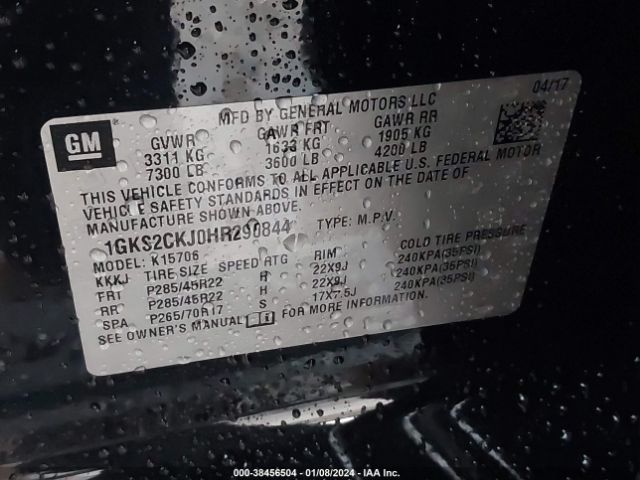 GM
04/17
MFD BY GENERAL MOTORS LLC
GVWR GAWR FRT GAWR RR
3311 KG 1633 KG 1905 KG
7300 LB 3600 LB 4200 LB
THIS VEHICLE CONFORMS TO ALL APPLICABLE U.S. FEDERAL MOTOR
VEHICLE SAFETY STANDARDS IN EFFECT ON THE DATE OF
MANUFACTURE SHOWN ABOVE.
1GKS2CKJ0HR290844 TYPE: M.P.V.
MODEL: K15706
KKKJ TIRE SIZE SPEED RTG RIM COLD TIRE PRESSURE
FRT P285/45R22 H 22X9J 240KPA(35PSI)
RR P285/45R22 H 22X9J 240KPA(35PSI)
SPA P265/70R17 S 17X7.5J 240KPA(35PSI)
SEE OWNER'S MANUAL FOR MORE INFORMATION.
000-38456504 - 01/08/2024 - IAA Inc.